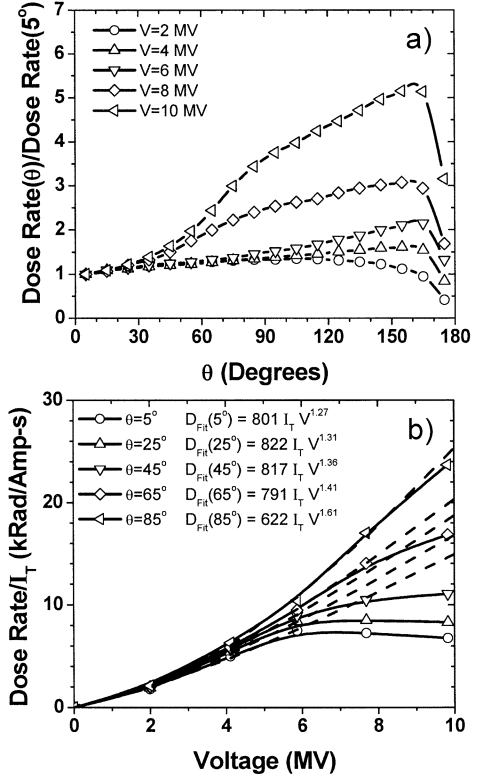 Dose Rate(θ)/Dose Rate(5°)
7
6
5
4
3
2
1
0
a)
V=2 MV
V=4 MV
V=6 MV
V=8 MV
V=10 MV
0 30 60 90 120 150 180
θ (Degrees)
Dose Rate/I_T (kRad/Amp-s)
30
20
10
0
b)
θ=5° D_Fit(5°) = 801 I_T V^1.27
θ=25° D_Fit(25°) = 822 I_T V^1.31
θ=45° D_Fit(45°) = 817 I_T V^1.36
θ=65° D_Fit(65°) = 791 I_T V^1.41
θ=85° D_Fit(85°) = 622 I_T V^1.61
0 2 4 6 8 10
Voltage (MV)